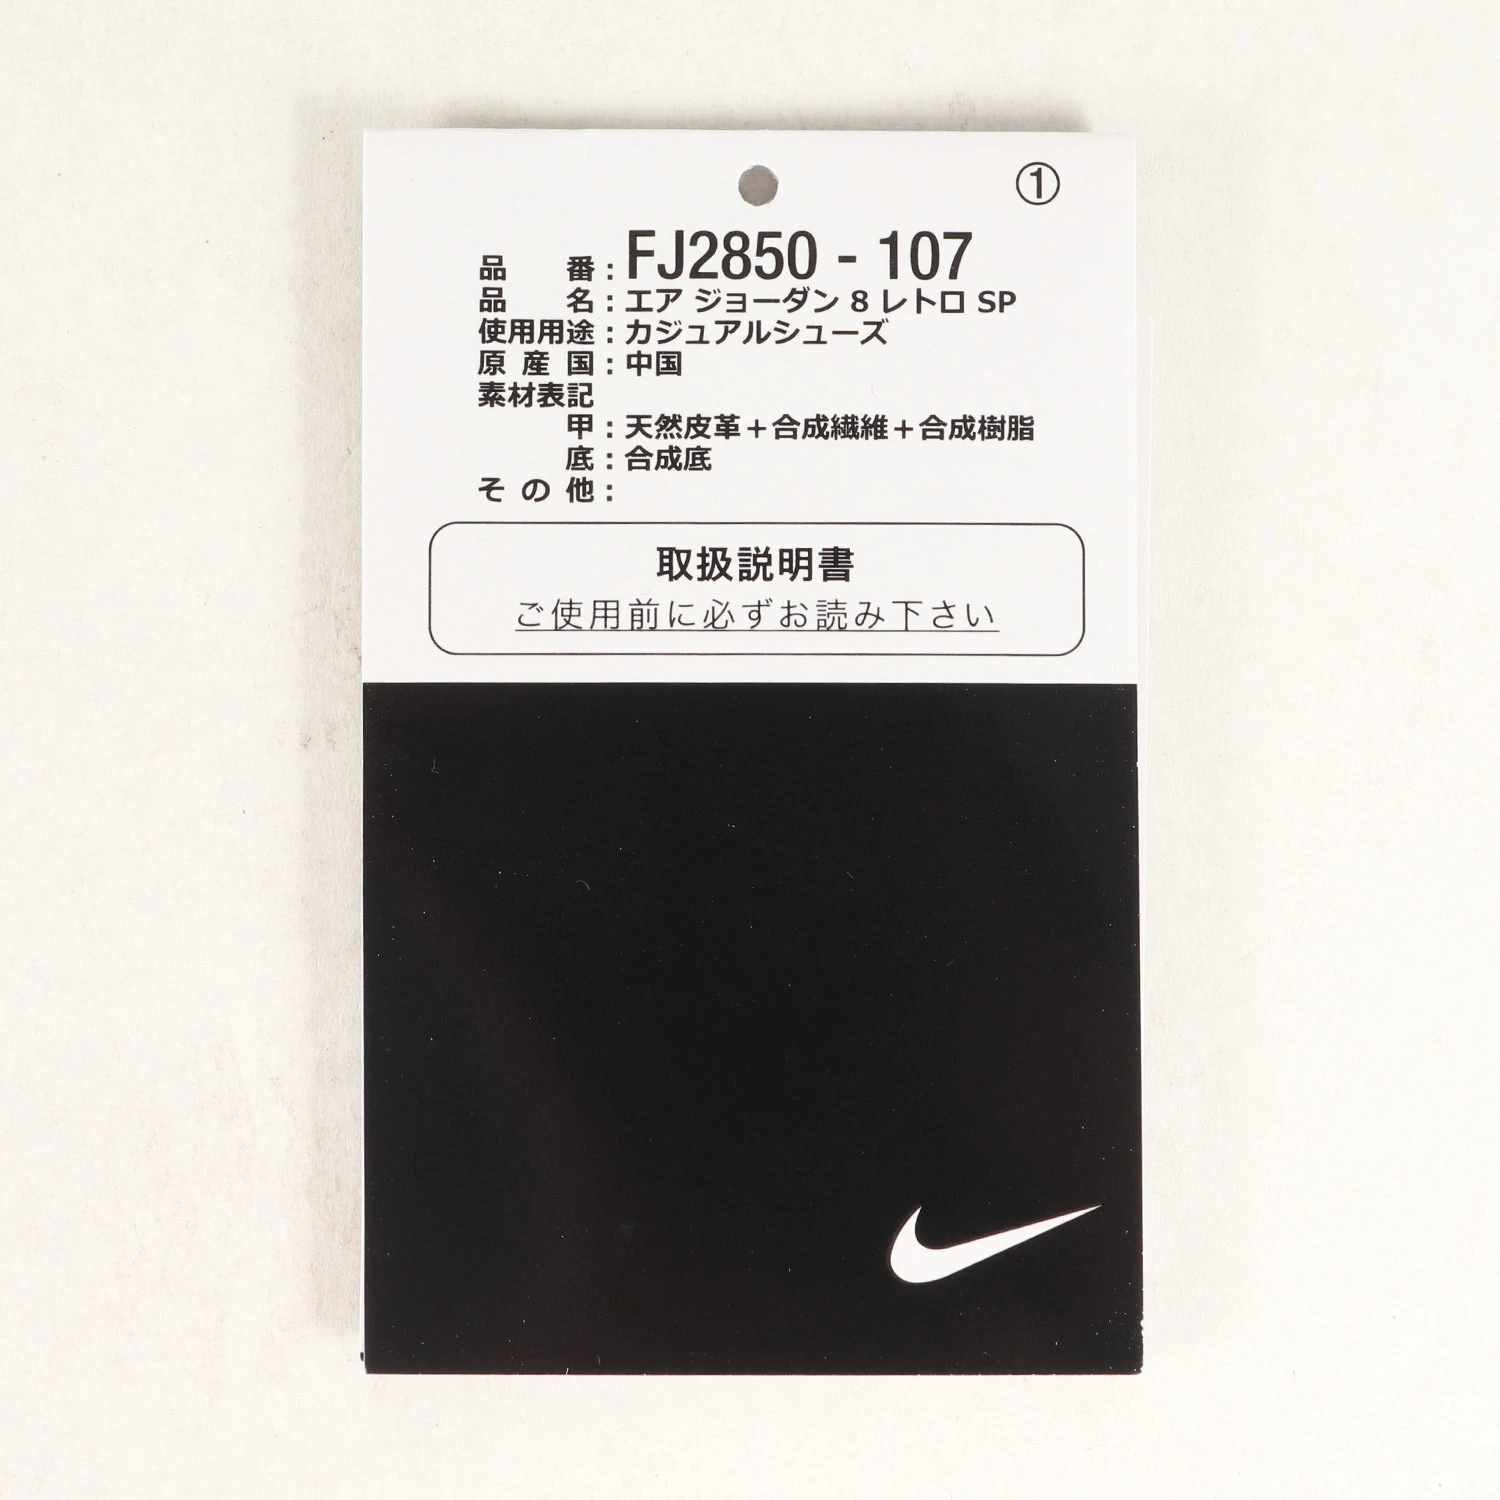 ①
品番:FJ2850 - 107
品名:エア ジョーダン 8 レトロ SP
使用用途:カジュアルシューズ
原産国:中国
素材表記
甲:天然皮革+合成繊維+合成樹脂
底:合成底
その他:
取扱説明書
ご使用前に必ずお読み下さい